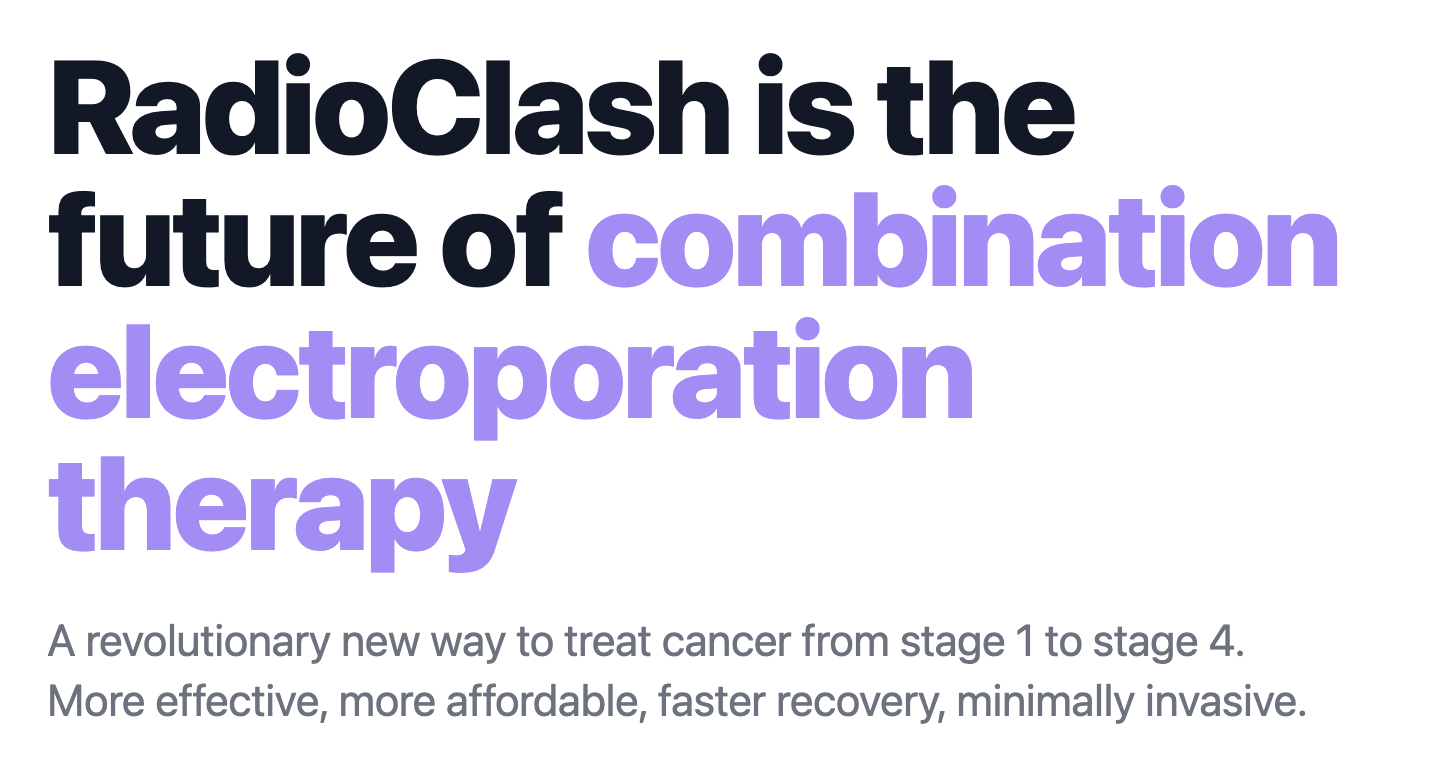 RadioClash is the
future of combination
electroporation
therapy
A revolutionary new way to treat cancer from stage 1 to stage 4.
More effective, more affordable, faster recovery, minimally invasive.